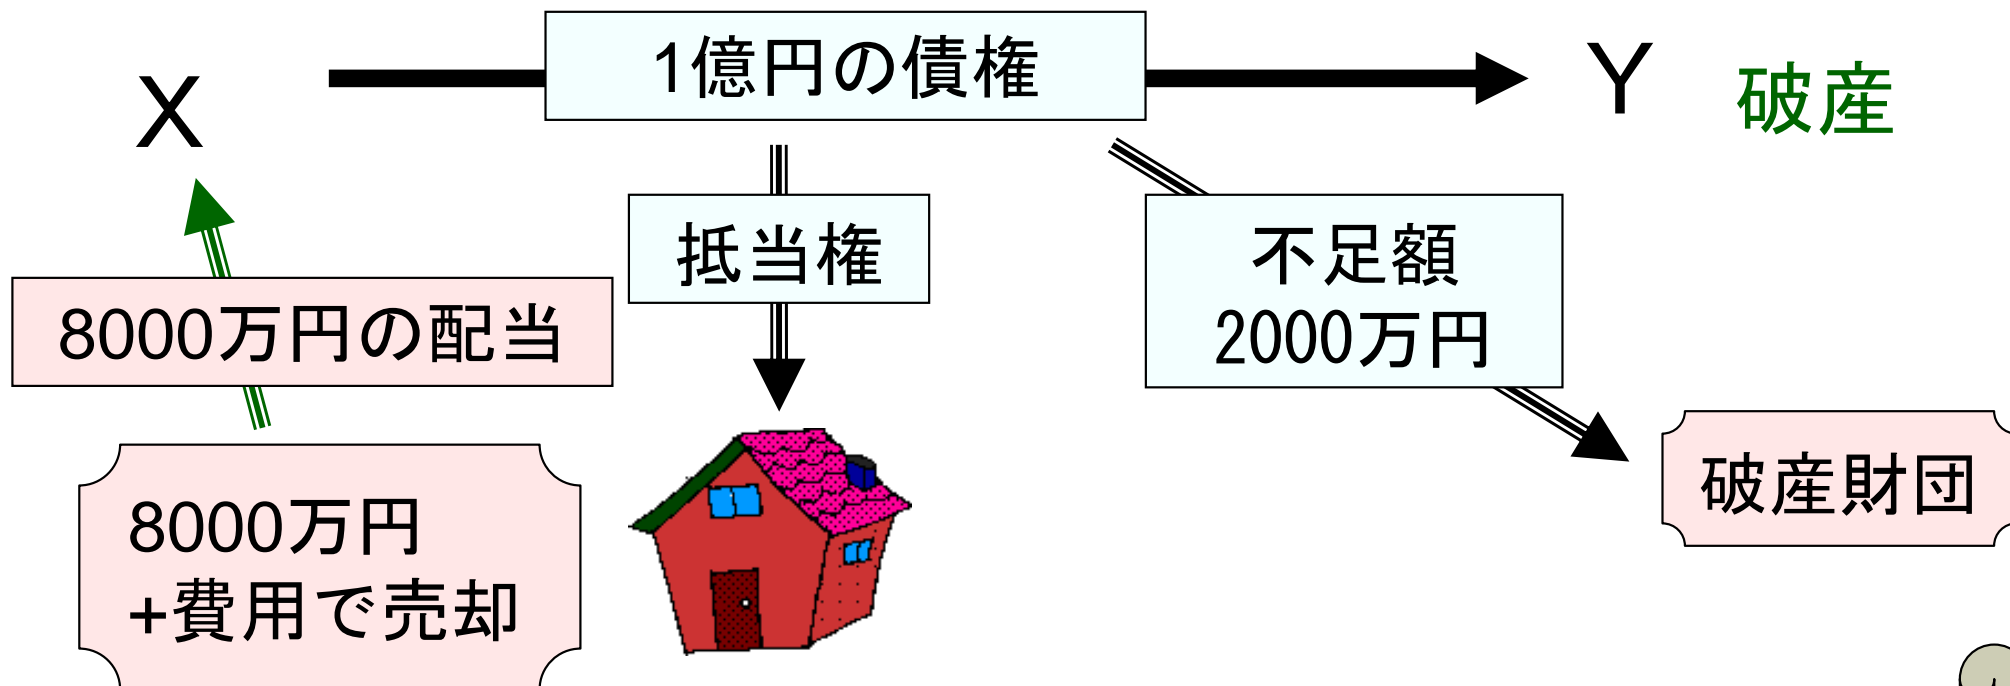 X
1億円の債権
Y
破産
抵当権
不足額
2000万円
8000万円の配当
8000万円
+費用で売却
破産財団